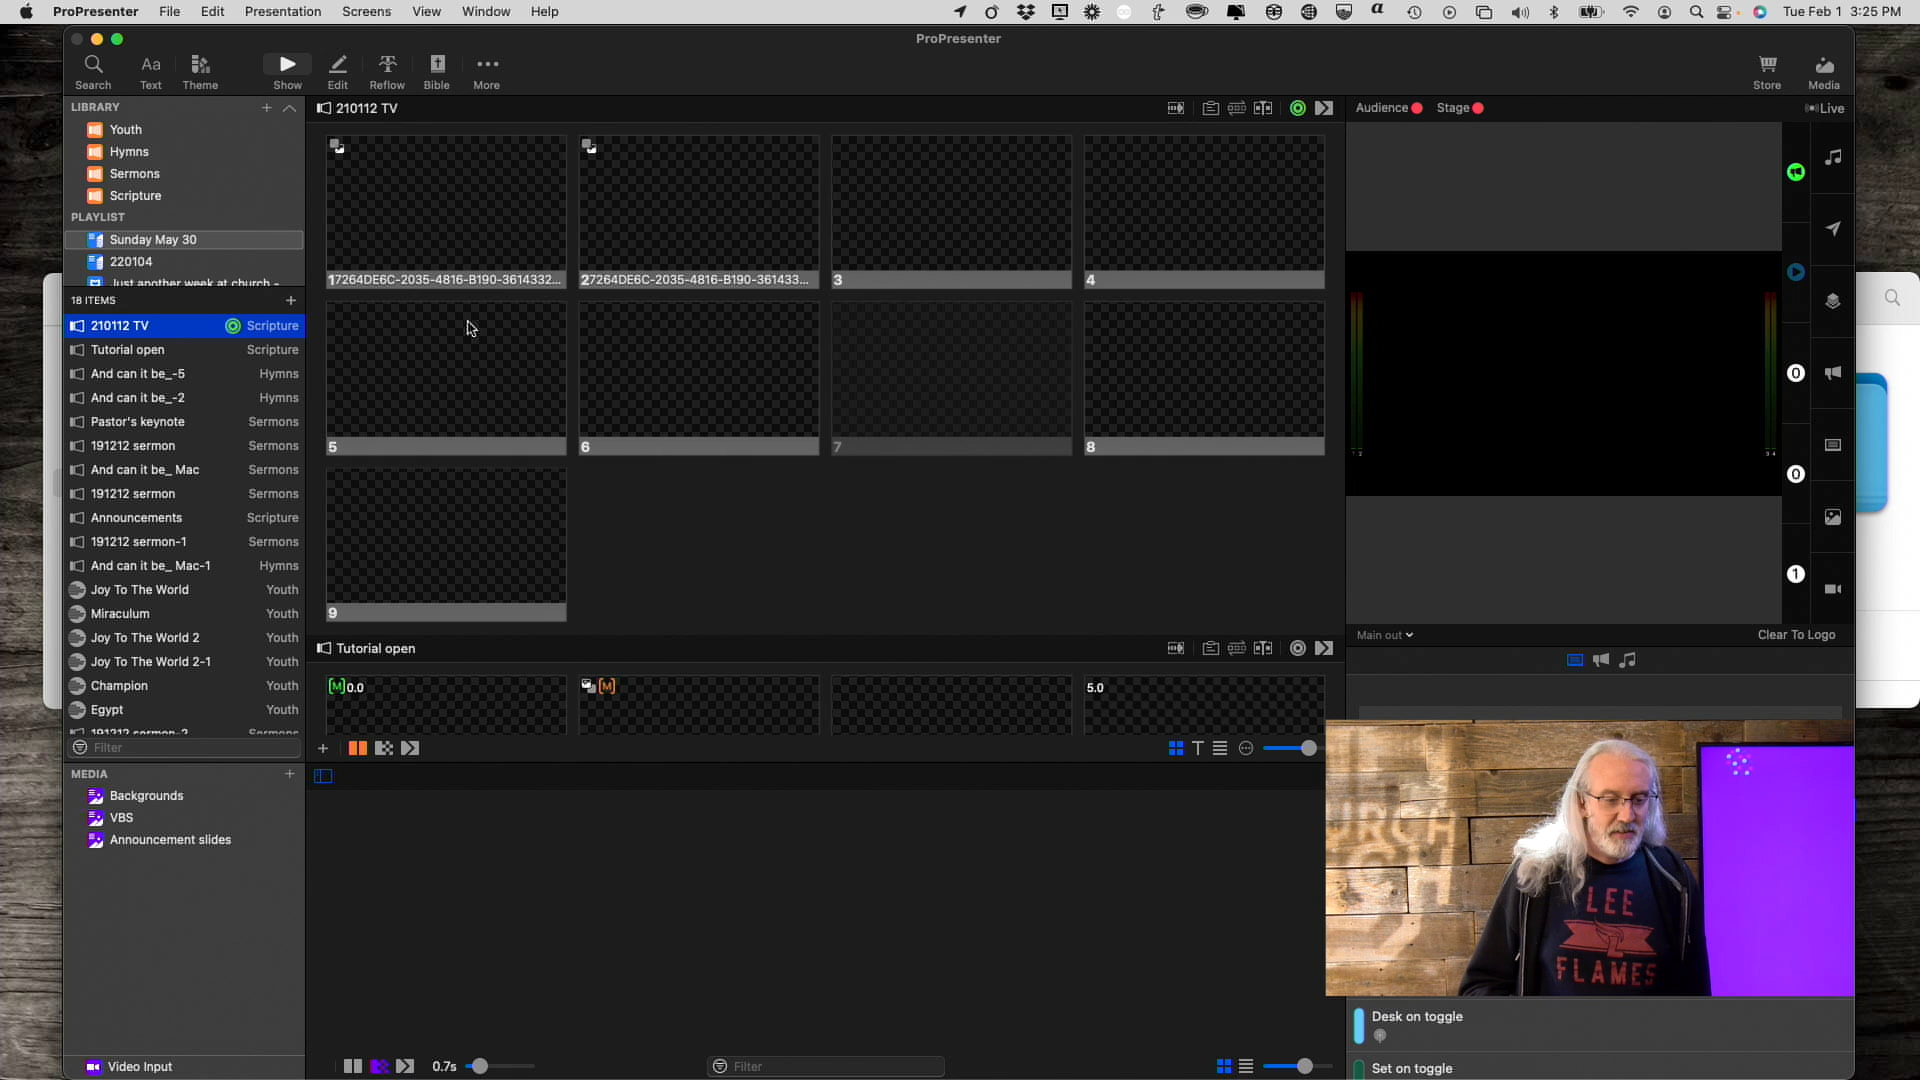 ProPresenter File Edit Presentation Screens View Window Help
Tue Feb 1 3:25 PM
ProPresenter
Search Text Theme Show Edit Reflow Bible More Store Media
LIBRARY
Youth
Hymns
Sermons
Scripture
PLAYLIST
Sunday May 30
220104
Just another week at church -
18 ITEMS
210112 TV Scripture
Tutorial open Scripture
And can it be_-5 Hymns
And can it be_-2 Hymns
Pastor's keynote Sermons
191212 sermon Sermons
And can it be_ Mac Sermons
191212 sermon Sermons
Announcements Scripture
191212 sermon-1 Sermons
And can it be_ Mac-1 Hymns
Joy To The World Youth
Miraculum Youth
Joy To The World 2 Youth
Joy To The World 2-1 Youth
Champion Youth
Egypt Youth
191212 sermon-2 Sermons
Filter
MEDIA
Backgrounds
VBS
Announcement slides
Video Input
210112 TV
1 7264DE6C-2035-4816-B190-3614332...
2 7264DE6C-2035-4816-B190-361433...
3
4
5
6
7
8
9
Tutorial open
[M] 0.0
[M]
5.0
T
0.7s
Filter
Audience Stage Live
0
0
1
Main out Clear To Logo
LEE
FLAMES
Desk on toggle
Set on toggle